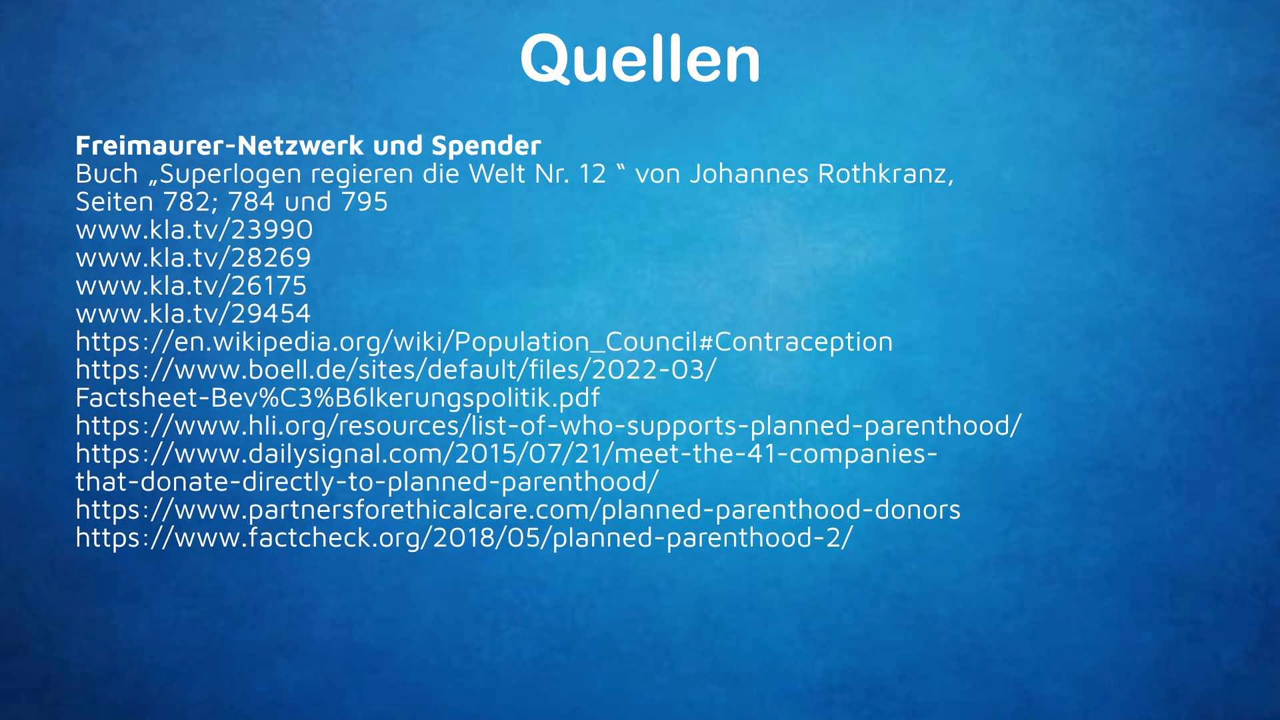 Quellen
Freimaurer-Netzwerk und Spender
Buch „Superlogen regieren die Welt Nr. 12 “ von Johannes Rothkranz,
Seiten 782; 784 und 795
www.kla.tv/23990
www.kla.tv/28269
www.kla.tv/26175
www.kla.tv/29454
https://en.wikipedia.org/wiki/Population_Council#Contraception
https://www.boell.de/sites/default/files/2022-03/
Factsheet-Bev%C3%B6lkerungspolitik.pdf
https://www.hli.org/resources/list-of-who-supports-planned-parenthood/
https://www.dailysignal.com/2015/07/21/meet-the-41-companies-
that-donate-directly-to-planned-parenthood/
https://www.partnersforethicalcare.com/planned-parenthood-donors
https://www.factcheck.org/2018/05/planned-parenthood-2/